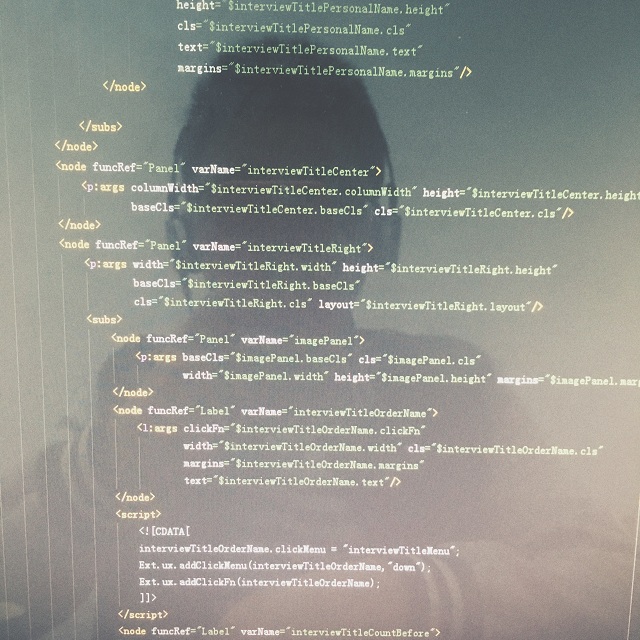 height="$interviewTitlePersonalName.height"
cls="$interviewTitlePersonalName.cls"
text="$interviewTitlePersonalName.text"
margins="$interviewTitlePersonalName.margins"/>
</node>
</subs>
</node>
<node funcRef="Panel" varName="interviewTitleCenter">
<p:args columnWidth="$interviewTitleCenter.columnWidth" height="$interviewTitleCenter.height
baseCls="$interviewTitleCenter.baseCls" cls="$interviewTitleCenter.cls"/>
</node>
<node funcRef="Panel" varName="interviewTitleRight">
<p:args width="$interviewTitleRight.width" height="$interviewTitleRight.height"
baseCls="$interviewTitleRight.baseCls"
cls="$interviewTitleRight.cls" layout="$interviewTitleRight.layout"/>
<subs>
<node funcRef="Panel" varName="imagePanel">
<p:args baseCls="$imagePanel.baseCls" cls="$imagePanel.cls"
width="$imagePanel.width" height="$imagePanel.height" margins="$imagePanel.mar
</node>
<node funcRef="Label" varName="interviewTitleOrderName">
<l:args clickFn="$interviewTitleOrderName.clickFn"
width="$interviewTitleOrderName.width" cls="$interviewTitleOrderName.cls"
margins="$interviewTitleOrderName.margins"
text="$interviewTitleOrderName.text"/>
</node>
<script>
<![CDATA[
interviewTitleOrderName.clickMenu = "interviewTitleMenu";
Ext.ux.addClickMenu(interviewTitleOrderName,"down");
Ext.ux.addClickFn(interviewTitleOrderName);
]]>
</script>
<node funcRef="Label" varName="interviewTitleCountBefore">